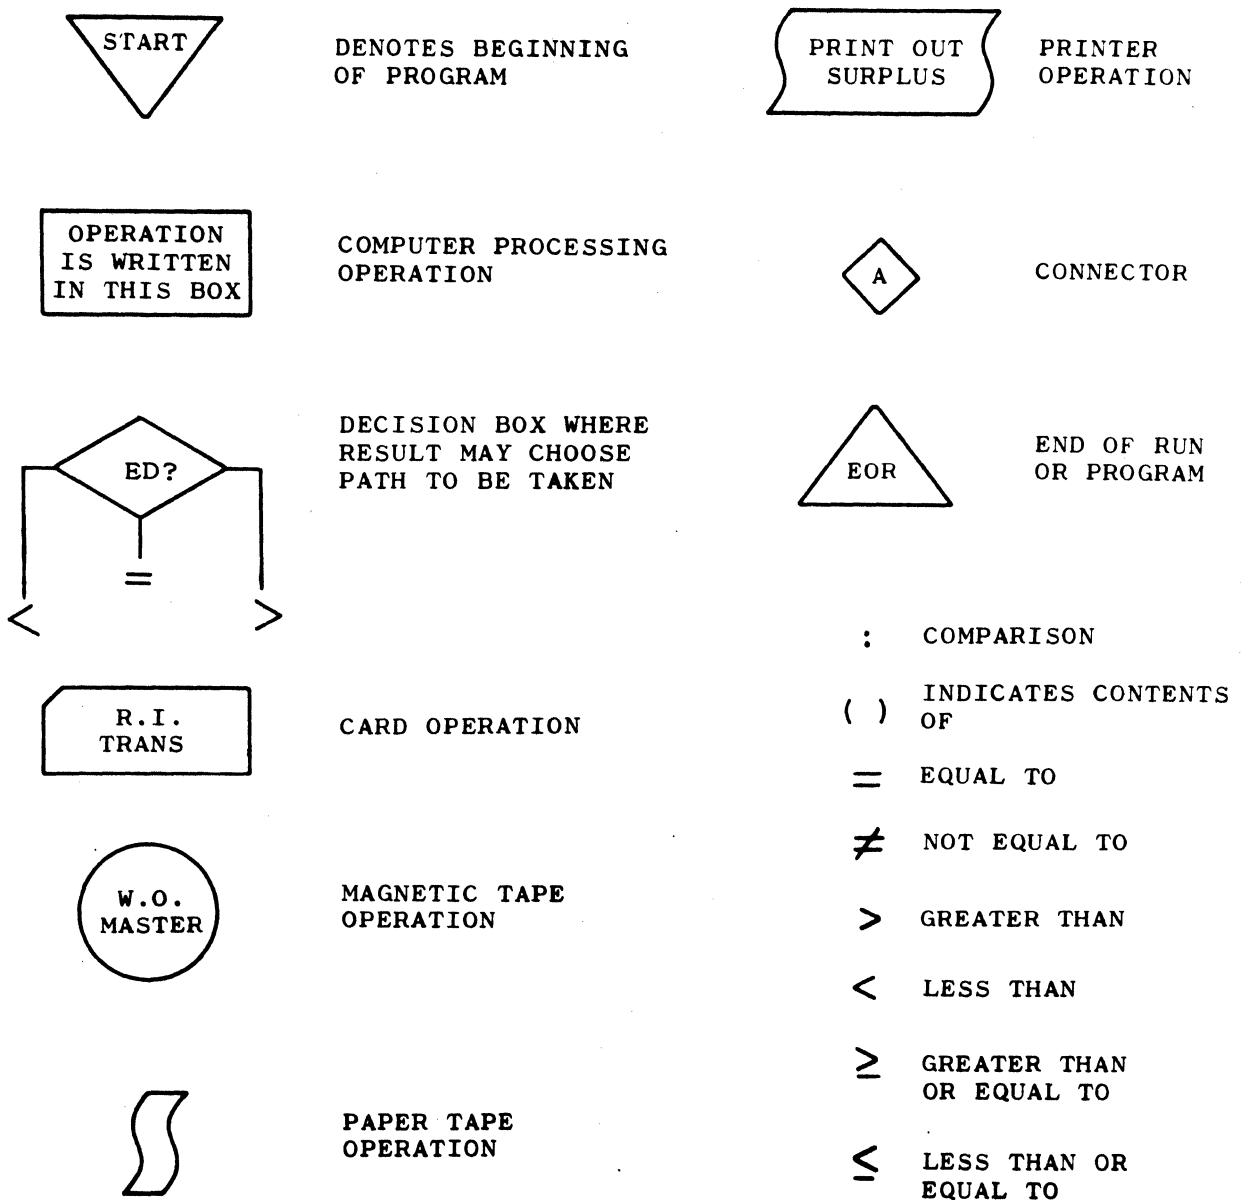 START
DENOTES BEGINNING
OF PROGRAM
OPERATION
IS WRITTEN
IN THIS BOX
COMPUTER PROCESSING
OPERATION
ED?
=
<
>
DECISION BOX WHERE
RESULT MAY CHOOSE
PATH TO BE TAKEN
R.I.
TRANS
CARD OPERATION
W.O.
MASTER
MAGNETIC TAPE
OPERATION
PAPER TAPE
OPERATION
PRINT OUT
SURPLUS
PRINTER
OPERATION
A
CONNECTOR
EOR
END OF RUN
OR PROGRAM
: COMPARISON
( ) INDICATES CONTENTS
OF
= EQUAL TO
≠ NOT EQUAL TO
> GREATER THAN
< LESS THAN
≥ GREATER THAN
OR EQUAL TO
≤ LESS THAN OR
EQUAL TO